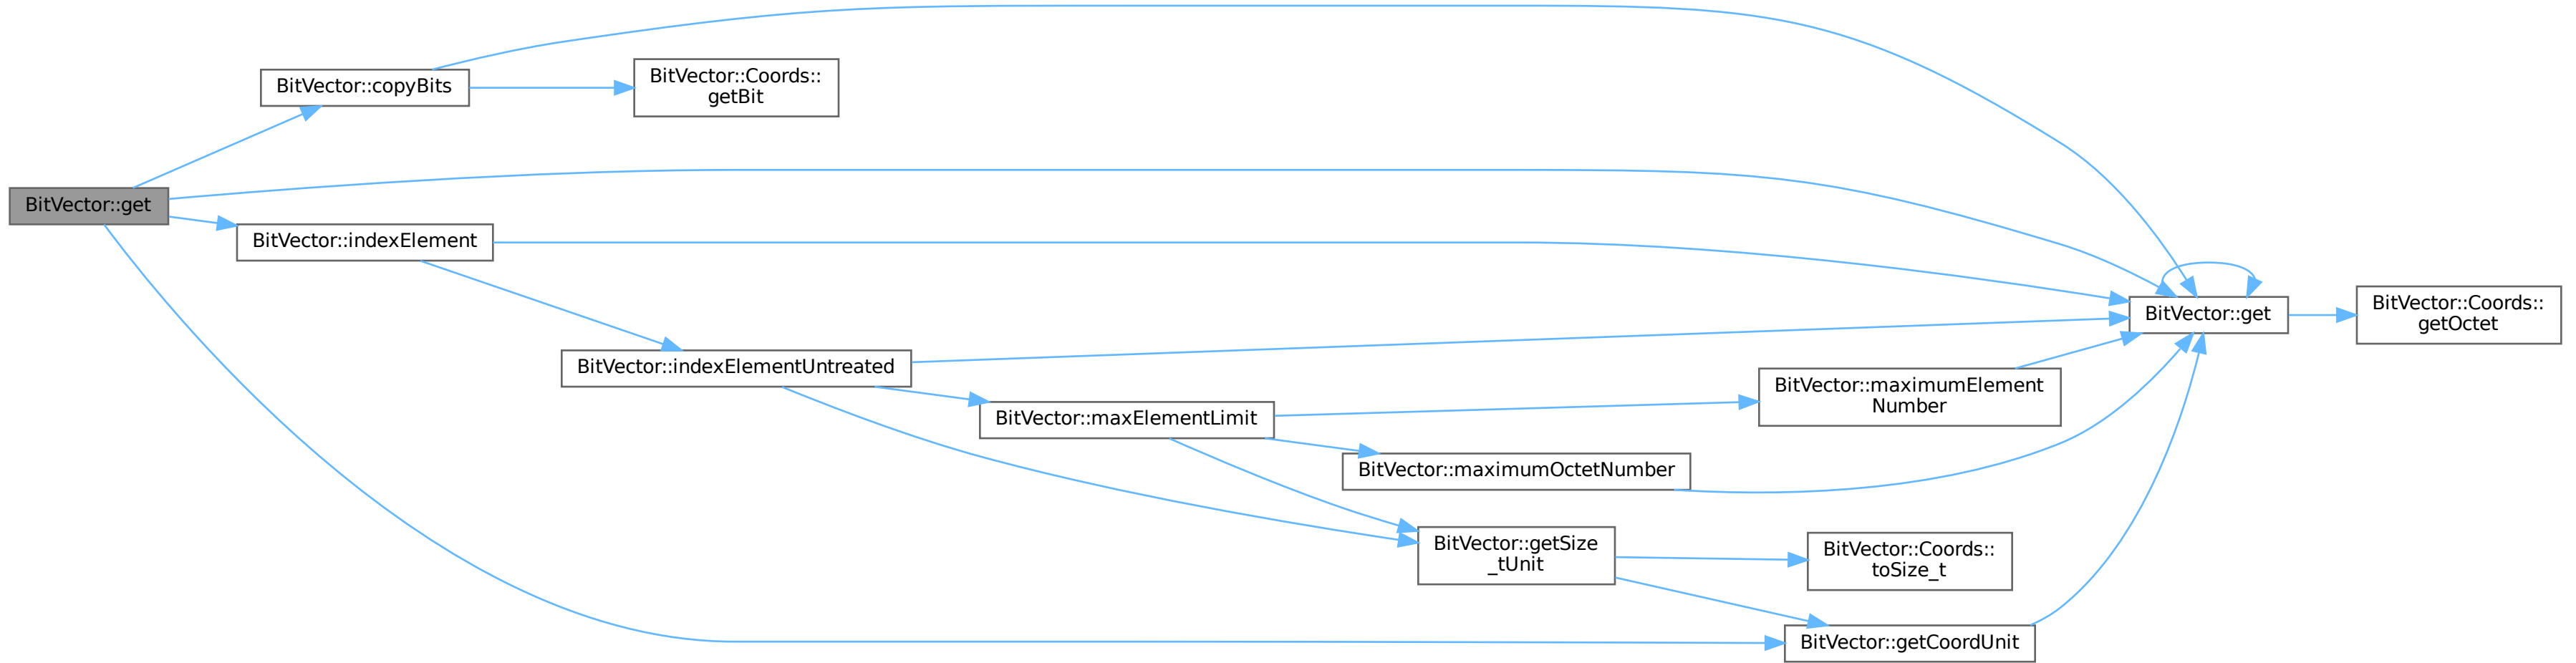 BitVector::get
BitVector::copyBits
BitVector::Coords::
getBit
BitVector::indexElement
BitVector::indexElementUntreated
BitVector::maxElementLimit
BitVector::maximumElement
Number
BitVector::maximumOctetNumber
BitVector::getSize
_tUnit
BitVector::Coords::
toSize_t
BitVector::getCoordUnit
BitVector::get
BitVector::Coords::
getOctet